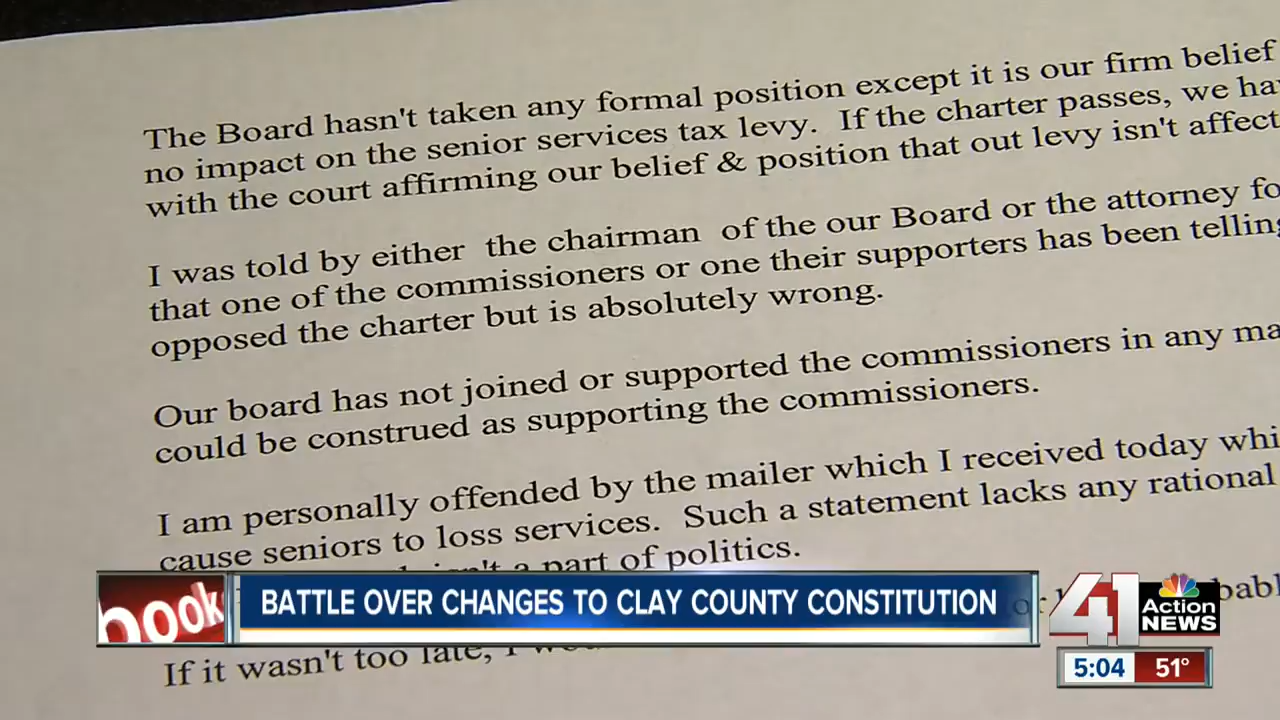 The Board hasn't taken any formal position except it is our firm belief
no impact on the senior services tax levy. If the charter passes, we ha
with the court affirming our belief & position that out levy isn't affect
I was told by either the chairman of the our Board or the attorney fo
that one of the commissioners or one their supporters has been telling
opposed the charter but is absolutely wrong.
Our board has not joined or supported the commissioners in any ma
could be construed as supporting the commissioners.
I am personally offended by the mailer which I received today whi
cause seniors to loss services. Such a statement lacks any rational
isn't a part of politics.
If it wasn't too late, I
book
BATTLE OVER CHANGES TO CLAY COUNTY CONSTITUTION
41 Action NEWS
5:04 51°